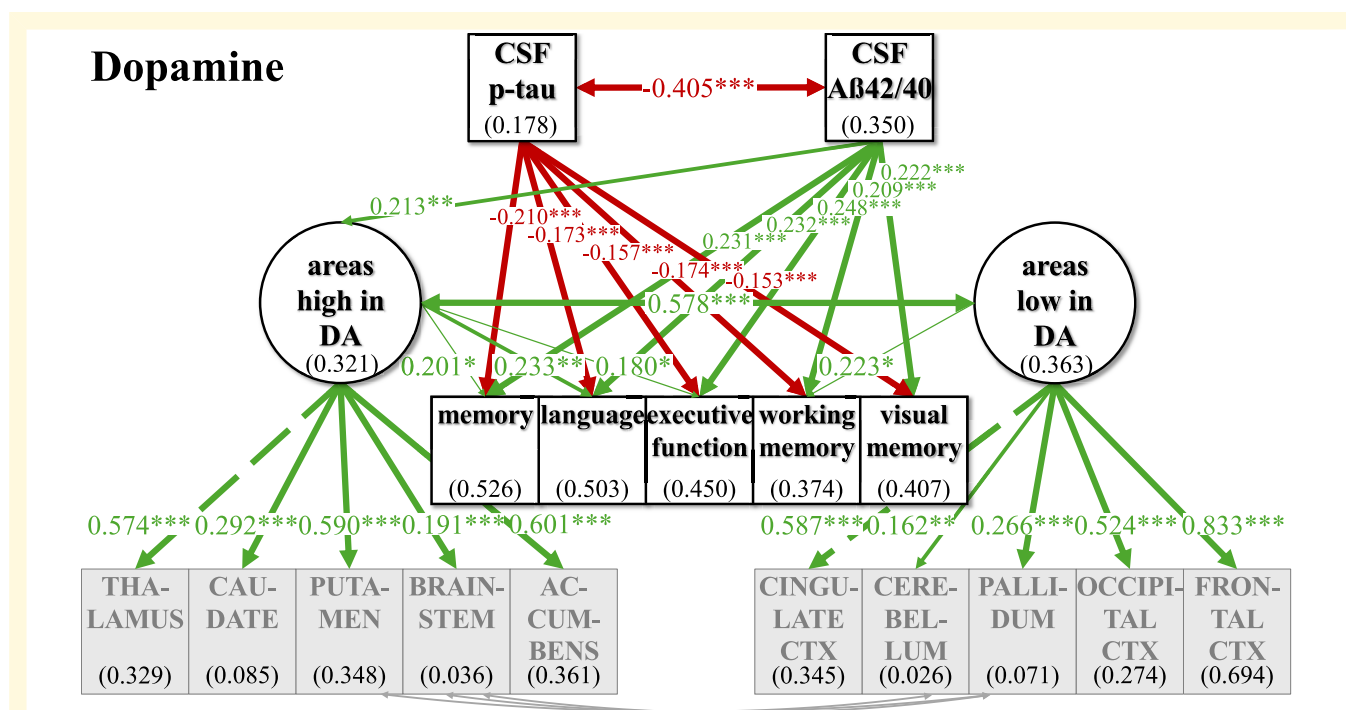 Dopamine
CSF
p-tau
(0.178)
-0.405***
CSF
Aß42/40
(0.350)
0.213**
-0.210***
-0.173***
-0.157***
-0.174***
-0.153***
0.222***
0.209***
0.248***
0.232***
0.231***
areas
high in
DA
(0.321)
0.578***
areas
low in
DA
(0.363)
0.201*
0.233**
0.180*
0.223*
memory
(0.526)
language
(0.503)
executive
function
(0.450)
working
memory
(0.374)
visual
memory
(0.407)
0.574***
0.292***
0.590***
0.191***
0.601***
0.587***
0.162**
0.266***
0.524***
0.833***
THA-
LAMUS
(0.329)
CAU-
DATE
(0.085)
PUTA-
MEN
(0.348)
BRAIN-
STEM
(0.036)
AC-
CUM-
BENS
(0.361)
CINGU-
LATE
CTX
(0.345)
CERE-
BEL-
LUM
(0.026)
PALLI-
DUM
(0.071)
OCCIPI-
TAL
CTX
(0.274)
FRON-
TAL
CTX
(0.694)